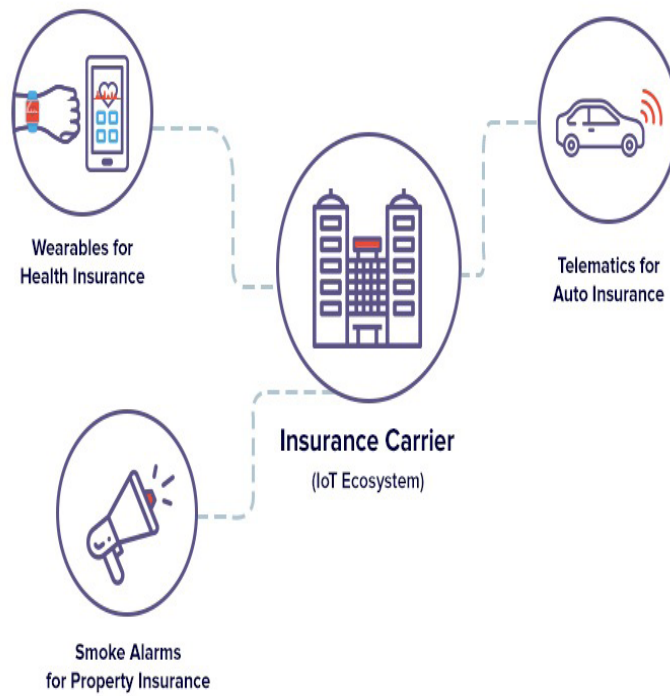 Wearables for
Health Insurance
Telematics for
Auto Insurance
Insurance Carrier
(IoT Ecosystem)
Smoke Alarms
for Property Insurance